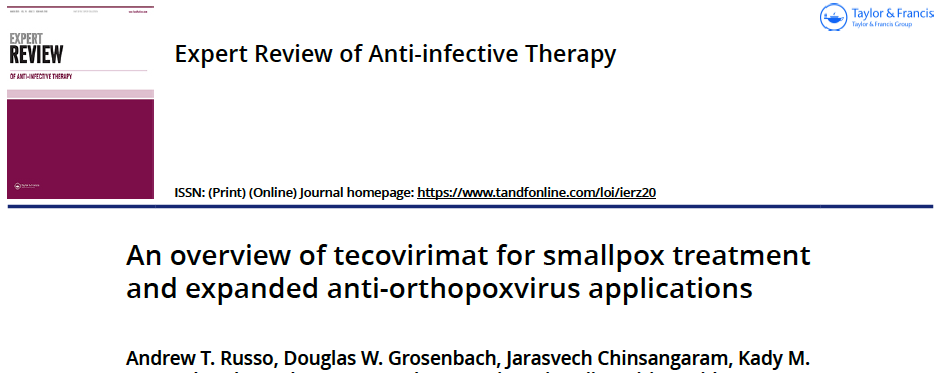 Taylor & Francis
Taylor & Francis Group
EXPERT
REVIEW
OF ANTI-INFECTIVE THERAPY
Expert Review of Anti-infective Therapy
Taylor & Francis
ISSN: (Print) (Online) Journal homepage: https://www.tandfonline.com/loi/ierz20
An overview of tecovirimat for smallpox treatment
and expanded anti-orthopoxvirus applications
Andrew T. Russo, Douglas W. Grosenbach, Jarasvech Chinsangaram, Kady M.